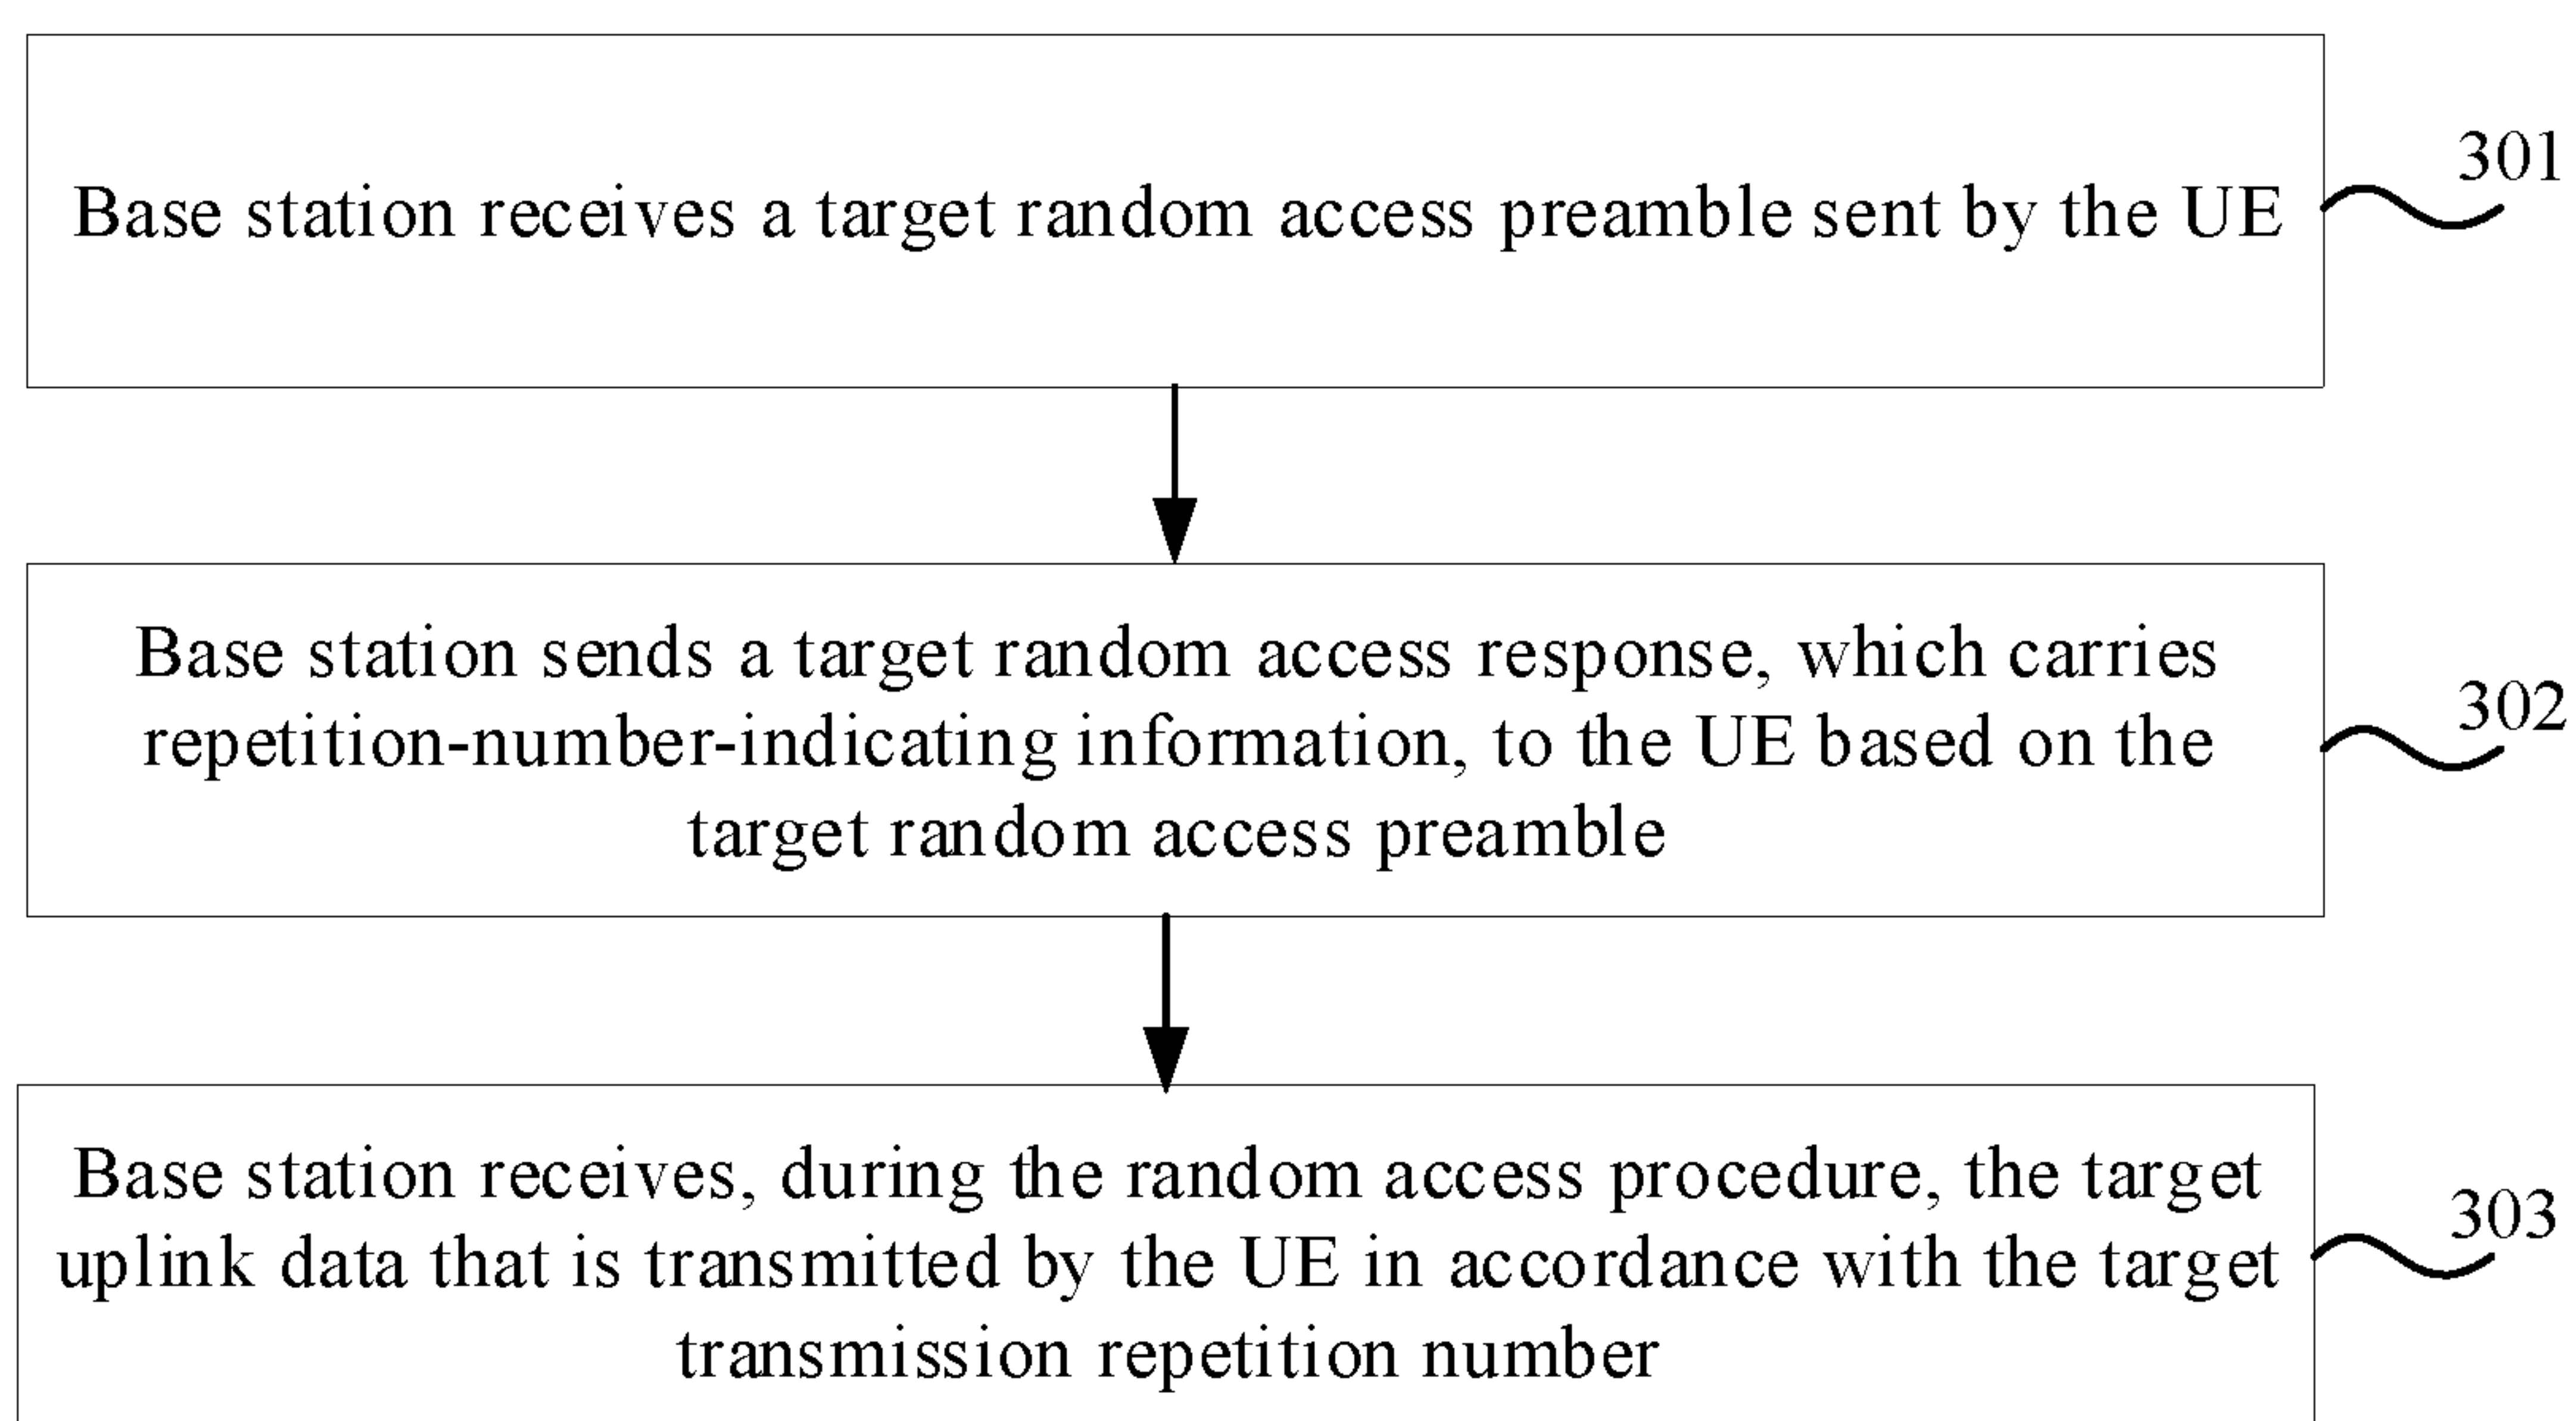 Base station receives a target random access preamble sent by the UE
301
Base station sends a target random access response, which carries
repetition-number-indicating information, to the UE based on the
target random access preamble
302
Base station receives, during the random access procedure, the target
uplink data that is transmitted by the UE in accordance with the target
transmission repetition number
303